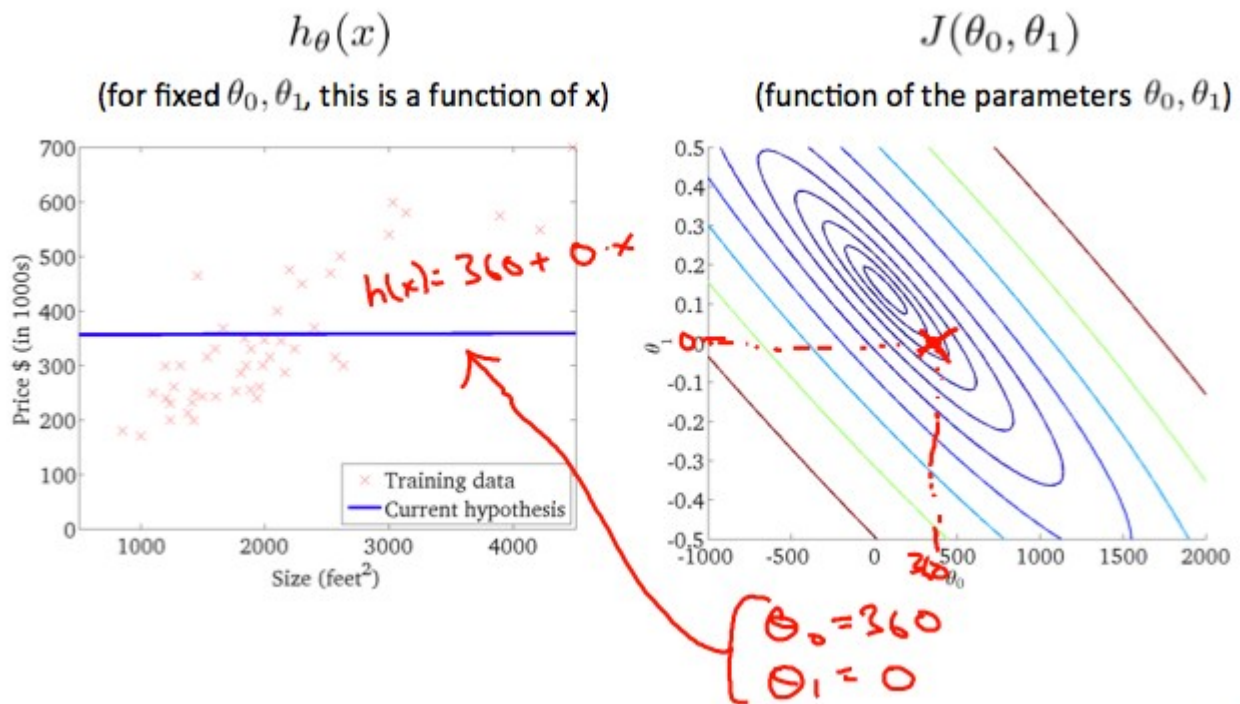 h_θ(x)
(for fixed θ₀, θ₁, this is a function of x)
700
600
500
400
300
200
100
0
Price $ (in 1000s)
h(x) = 360 + 0·x
× Training data
Current hypothesis
1000 2000 3000 4000
Size (feet²)
J(θ₀, θ₁)
(function of the parameters θ₀, θ₁)
0.5
0.4
0.3
0.2
0.1
0
0
-0.1
-0.2
-0.3
-0.4
-0.5
θ₁
-1000 -500 0 500 1000 1500 2000
360
θ₀
θ₀ = 360
θ₁ = 0